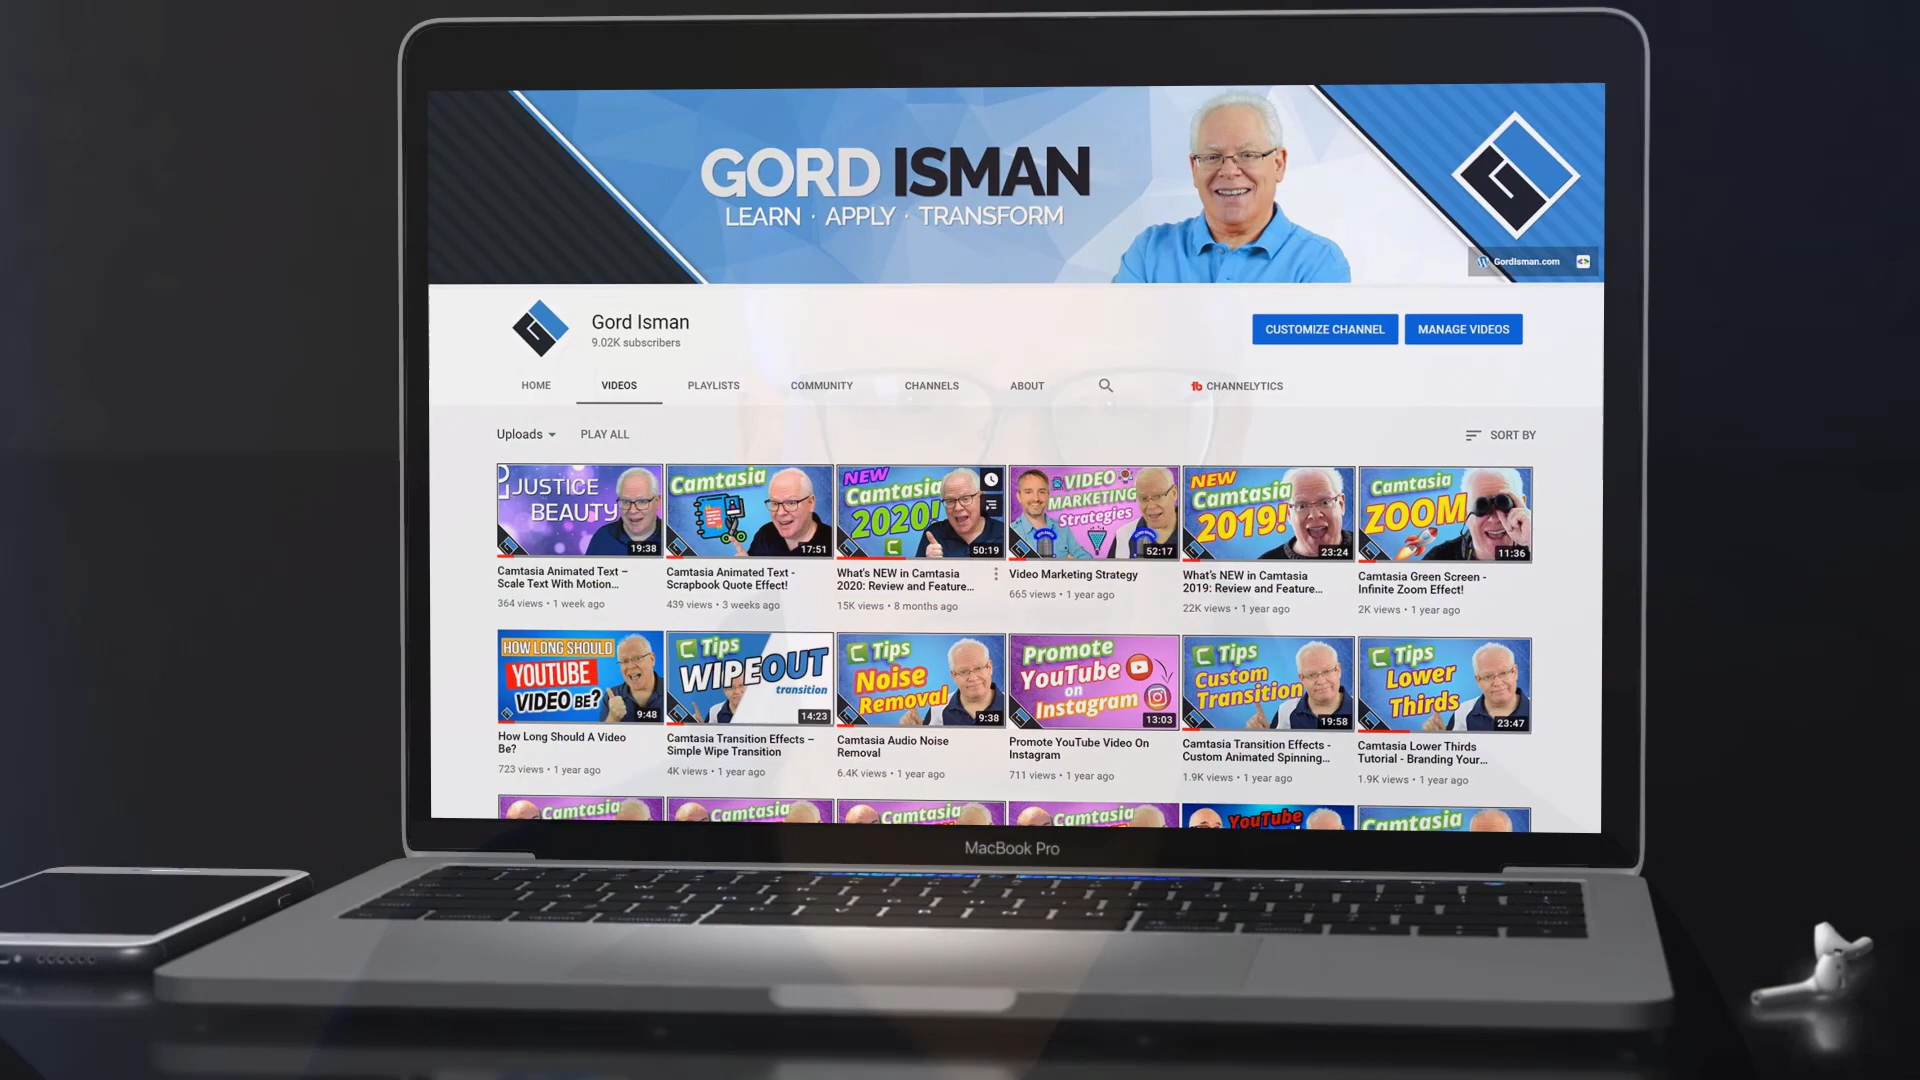 GORD ISMAN
LEARN · APPLY · TRANSFORM
GordIsman.com
Gord Isman
9.02K subscribers
CUSTOMIZE CHANNEL
MANAGE VIDEOS
HOME
VIDEOS
PLAYLISTS
COMMUNITY
CHANNELS
ABOUT
CHANNELYTICS
Uploads
PLAY ALL
SORT BY
JUSTICE
BEAUTY
19:38
Camtasia
17:51
NEW
Camtasia
2020!
50:19
VIDEO
MARKETING
Strategies
52:17
NEW
Camtasia
2019!
23:24
Camtasia
ZOOM
11:36
Camtasia Animated Text –
Scale Text With Motion...
364 views • 1 week ago
Camtasia Animated Text -
Scrapbook Quote Effect!
439 views • 3 weeks ago
What's NEW in Camtasia
2020: Review and Feature...
15K views • 8 months ago
Video Marketing Strategy
665 views • 1 year ago
What's NEW in Camtasia
2019: Review and Feature...
22K views • 1 year ago
Camtasia Green Screen -
Infinite Zoom Effect!
2K views • 1 year ago
HOW LONG SHOULD
YOUTUBE
VIDEO BE?
9:48
Tips
WIPEOUT
transition
14:23
Tips
Noise
Removal
9:38
Promote
YouTube
on
Instagram
13:03
Tips
Custom
Transition
19:58
Tips
Lower
Thirds
23:47
How Long Should A Video
Be?
723 views • 1 year ago
Camtasia Transition Effects –
Simple Wipe Transition
4K views • 1 year ago
Camtasia Audio Noise
Removal
6.4K views • 1 year ago
Promote YouTube Video On
Instagram
711 views • 1 year ago
Camtasia Transition Effects -
Custom Animated Spinning...
1.9K views • 1 year ago
Camtasia Lower Thirds
Tutorial - Branding Your...
1.9K views • 1 year ago
Camtasia
Camtasia
Camtasia
Camtasia
YouTube
Camtasia
MacBook Pro